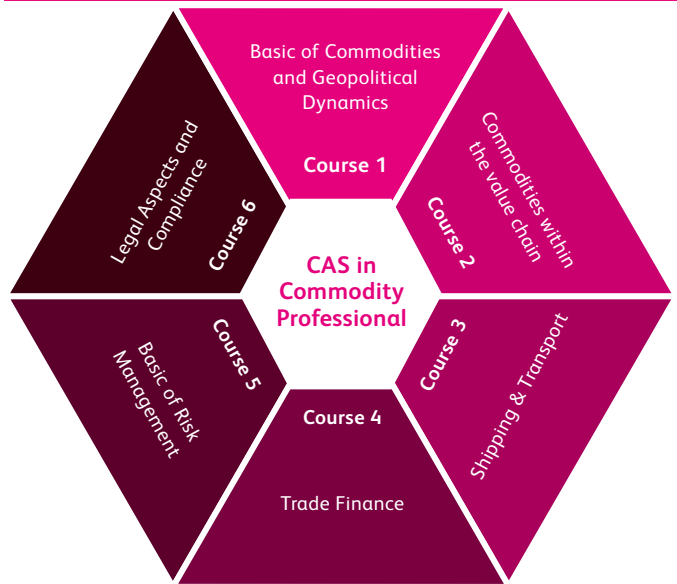 Basic of Commodities
and Geopolitical
Dynamics
Course 1
Commodities within
the value chain
Course 2
Shipping & Transport
Course 3
Course 4
Trade Finance
Basic of Risk
Management
Course 5
Legal Aspects and
Compliance
Course 6
CAS in
Commodity
Professional